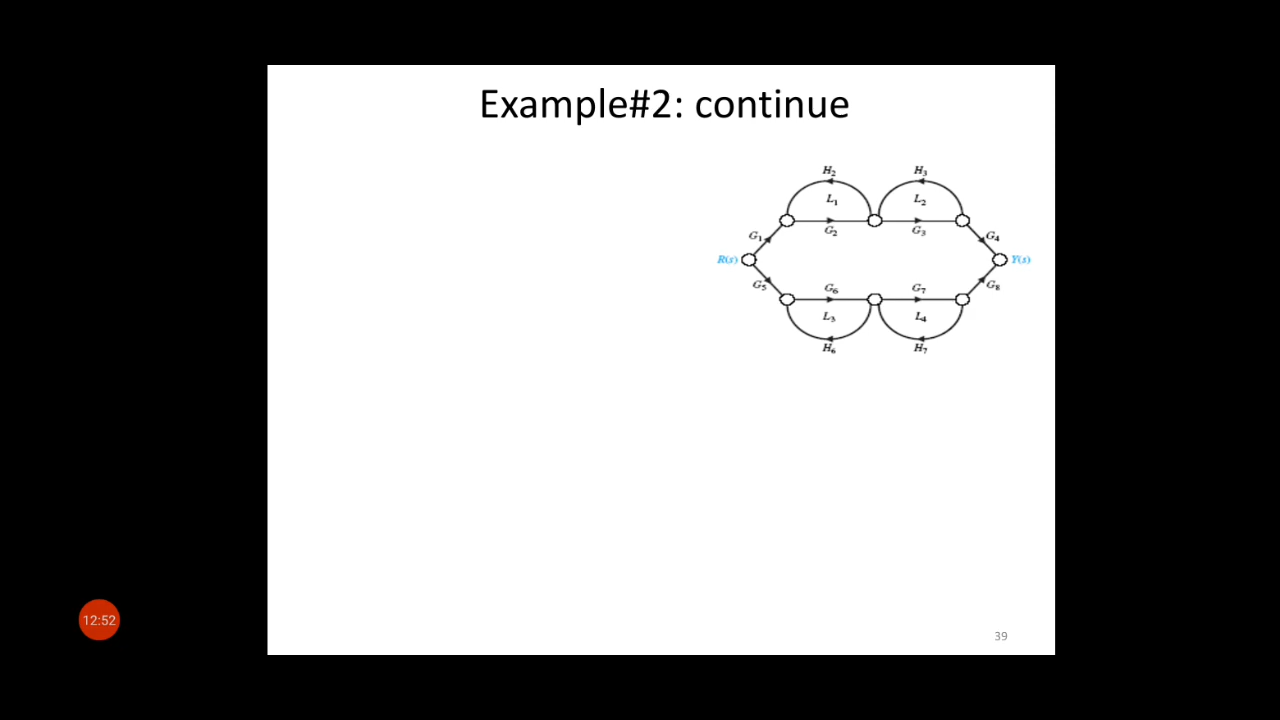 Example#2: continue
H₂ H₃
L₁ L₂
G₁ G₂ G₃ G₄
R(s) Y(s)
G₅ G₆ G₇ G₈
L₃ L₄
H₆ H₇
12:52
39